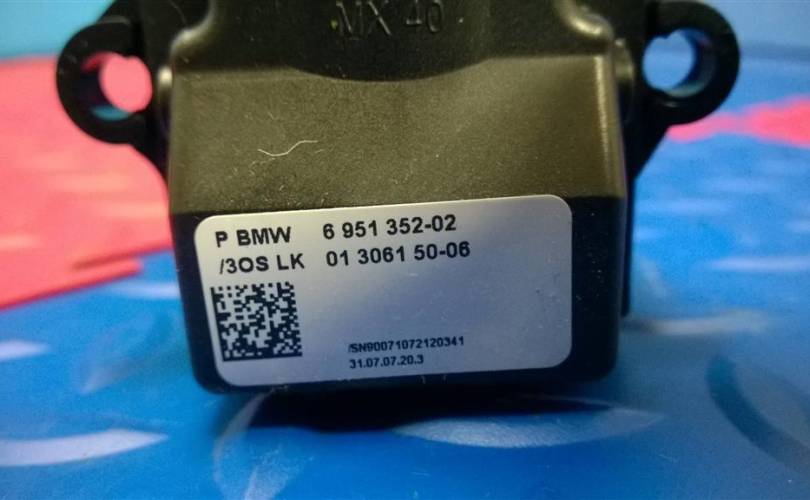 MX 40
P BMW 6 951 352-02
/3OS LK 01 3061 50-06
/SN90071072120341
31.07.07.20.3